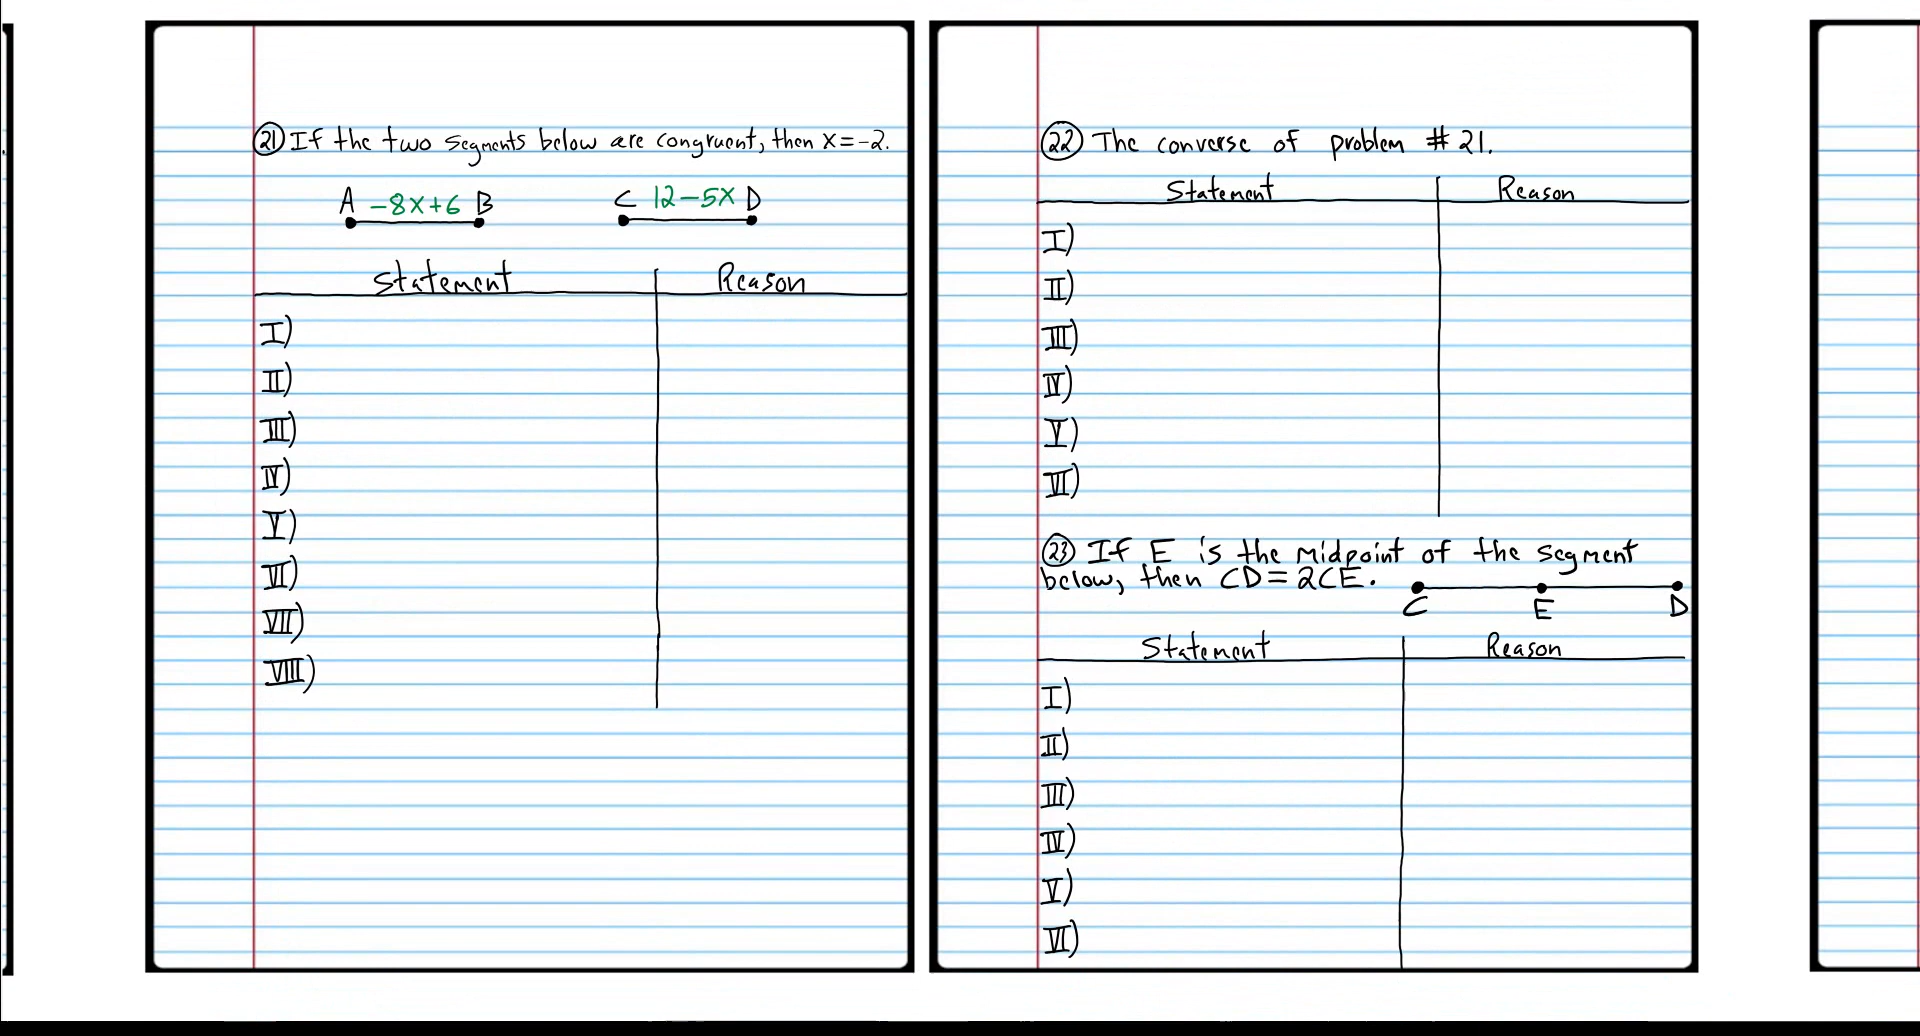 21 If the two segments below are congruent, then x=-2.
A -8x+6 B C 12-5x D
Statement Reason
I)
II)
III)
IV)
V)
VI)
VII)
VIII)
22 The converse of problem # 21.
Statement Reason
I)
II)
III)
IV)
V)
VI)
23 If E is the midpoint of the segment
below, then CD=2CE.
C E D
Statement Reason
I)
II)
III)
IV)
V)
VI)